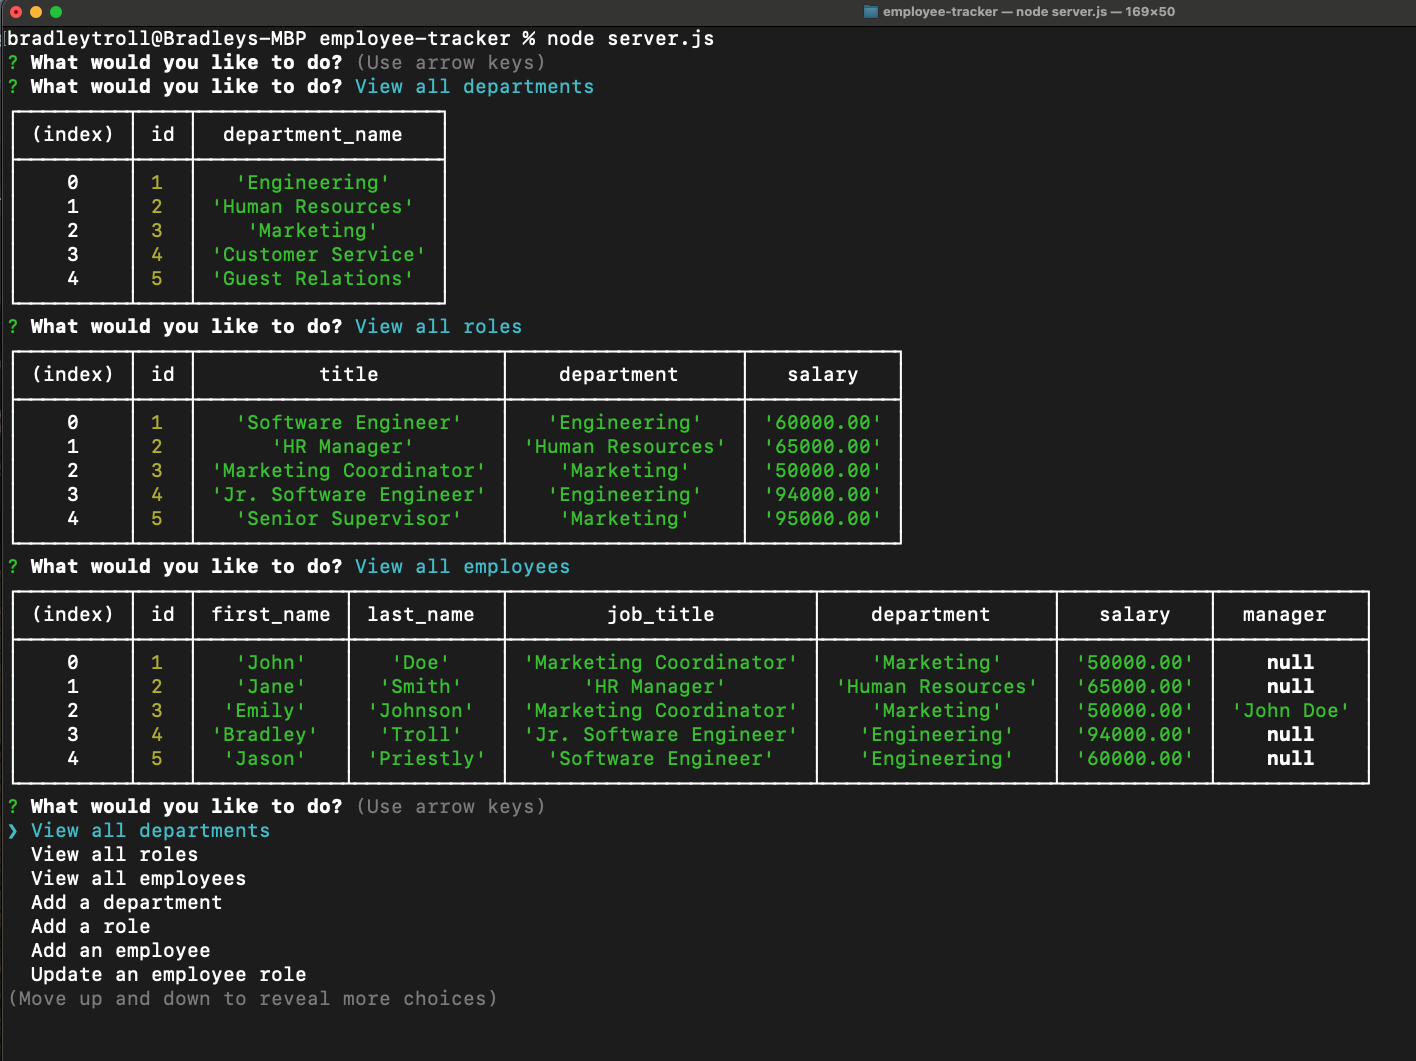 employee-tracker — node server.js — 169×50
bradleytroll@Bradleys-MBP employee-tracker % node server.js
? What would you like to do? (Use arrow keys)
? What would you like to do? View all departments
(index) id department_name
0 1 'Engineering'
1 2 'Human Resources'
2 3 'Marketing'
3 4 'Customer Service'
4 5 'Guest Relations'
? What would you like to do? View all roles
(index) id title department salary
0 1 'Software Engineer' 'Engineering' '60000.00'
1 2 'HR Manager' 'Human Resources' '65000.00'
2 3 'Marketing Coordinator' 'Marketing' '50000.00'
3 4 'Jr. Software Engineer' 'Engineering' '94000.00'
4 5 'Senior Supervisor' 'Marketing' '95000.00'
? What would you like to do? View all employees
(index) id first_name last_name job_title department salary manager
0 1 'John' 'Doe' 'Marketing Coordinator' 'Marketing' '50000.00' null
1 2 'Jane' 'Smith' 'HR Manager' 'Human Resources' '65000.00' null
2 3 'Emily' 'Johnson' 'Marketing Coordinator' 'Marketing' '50000.00' 'John Doe'
3 4 'Bradley' 'Troll' 'Jr. Software Engineer' 'Engineering' '94000.00' null
4 5 'Jason' 'Priestly' 'Software Engineer' 'Engineering' '60000.00' null
? What would you like to do? (Use arrow keys)
❯ View all departments
View all roles
View all employees
Add a department
Add a role
Add an employee
Update an employee role
(Move up and down to reveal more choices)